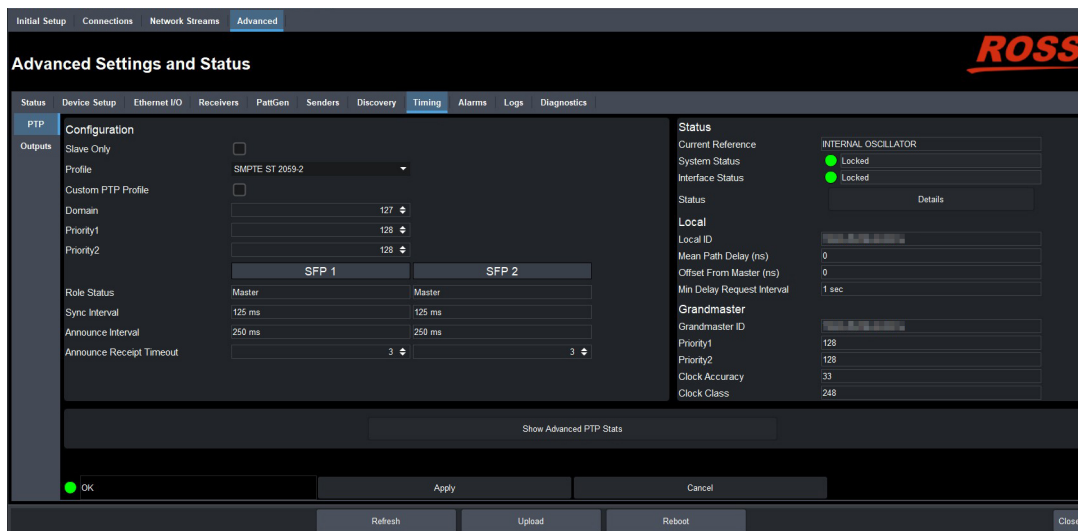 Initial Setup Connections Network Streams Advanced
Advanced Settings and Status
ROSS
Status Device Setup Ethernet I/O Receivers PattGen Senders Discovery Timing Alarms Logs Diagnostics
PTP
Outputs
Configuration
Slave Only
Profile SMPTE ST 2059-2
Custom PTP Profile
Domain 127
Priority1 128
Priority2 128
SFP 1 SFP 2
Role Status Master Master
Sync Interval 125 ms 125 ms
Announce Interval 250 ms 250 ms
Announce Receipt Timeout 3 3
Status
Current Reference INTERNAL OSCILLATOR
System Status Locked
Interface Status Locked
Status Details
Local
Local ID
Mean Path Delay (ns) 0
Offset From Master (ns) 0
Min Delay Request Interval 1 sec
Grandmaster
Grandmaster ID
Priority1 128
Priority2 128
Clock Accuracy 33
Clock Class 248
Show Advanced PTP Stats
OK Apply Cancel
Refresh Upload Reboot Close